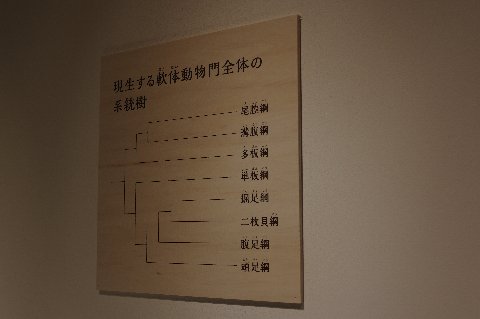 現生する軟体動物門全体の
系統樹
尾腔綱
溝腹綱
多板綱
単板綱
掘足綱
二枚貝綱
腹足綱
頭足綱